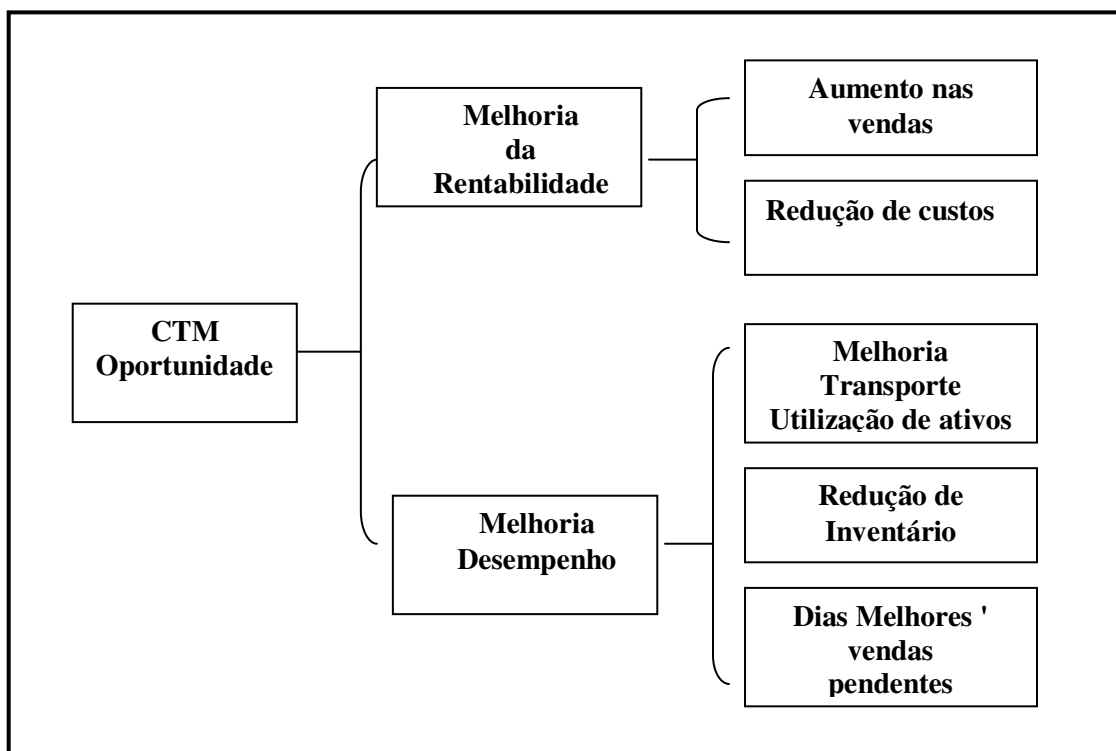 Aumento nas
vendas
Melhoria
da
Rentabilidade
Redução de custos
CTM
Oportunidade
Melhoria
Transporte
Utilização de ativos
Redução de
Inventário
Melhoria
Desempenho
Dias Melhores '
vendas
pendentes